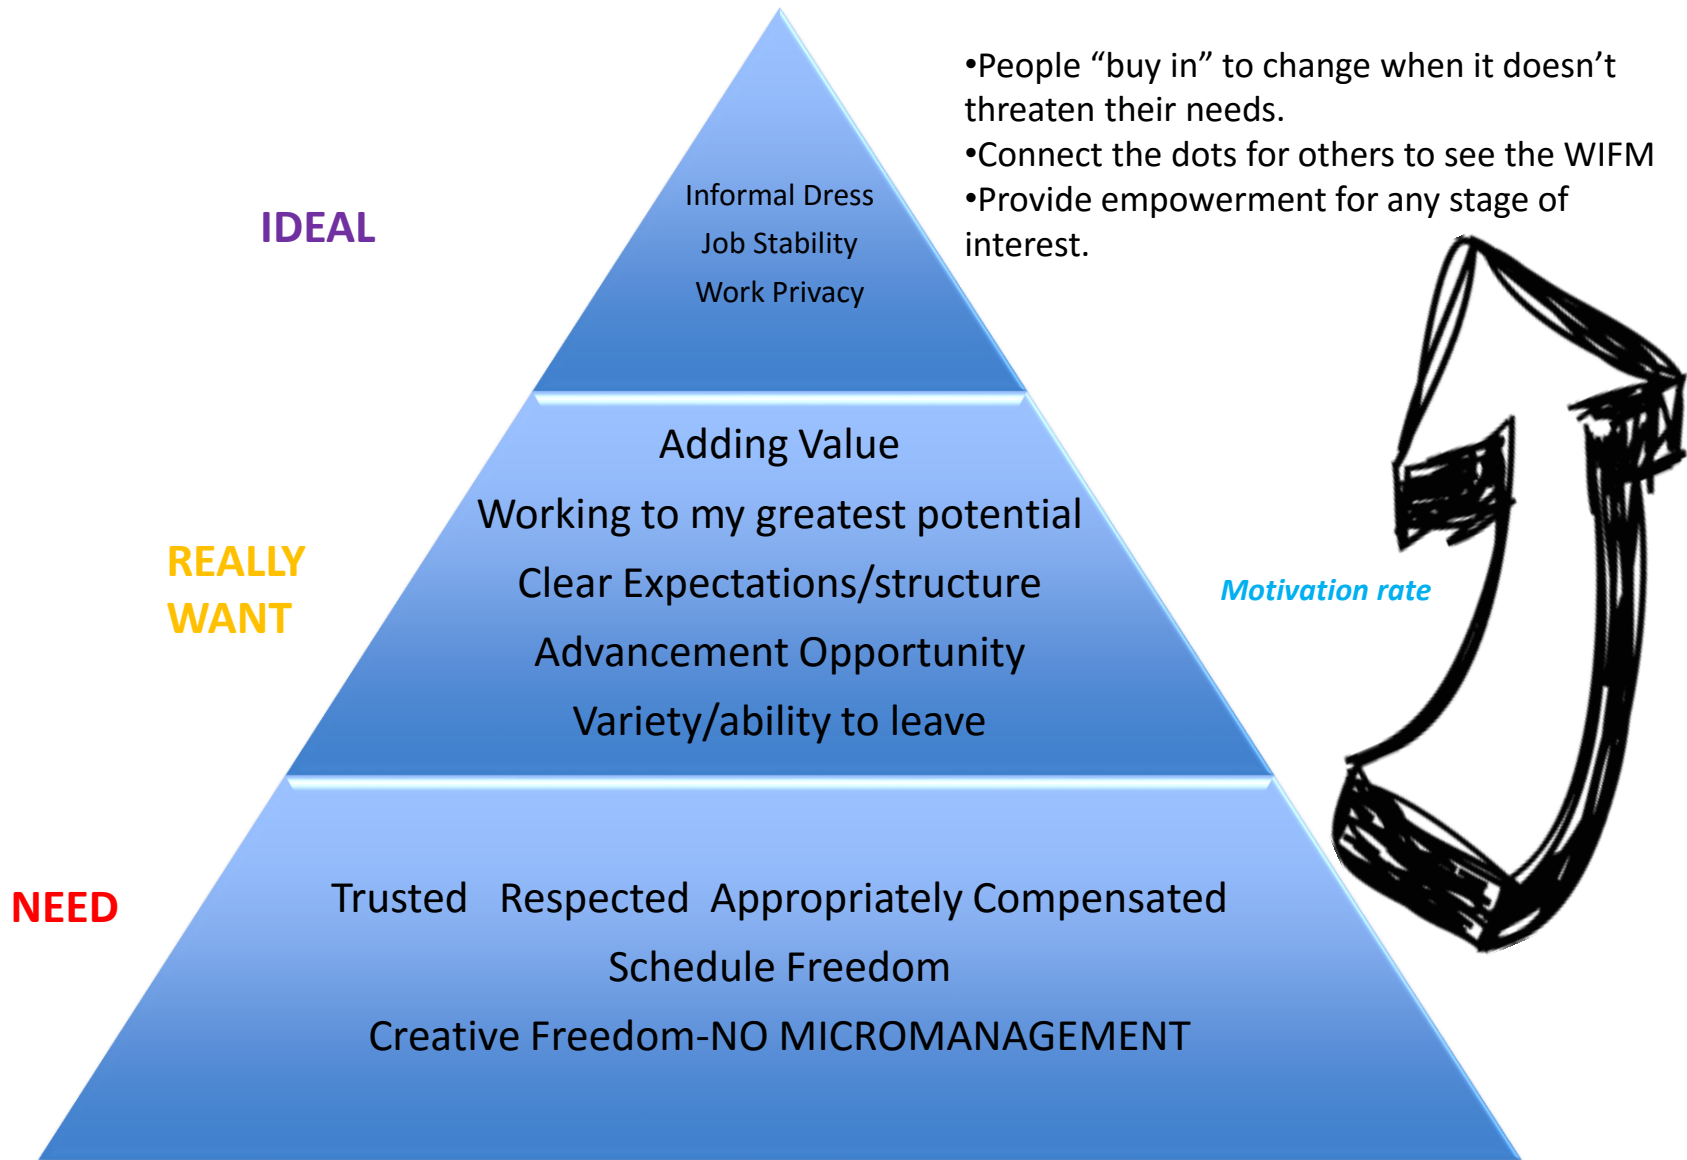 •People “buy in” to change when it doesn’t
threaten their needs.
•Connect the dots for others to see the WIFM
•Provide empowerment for any stage of
interest.
IDEAL
Informal Dress
Job Stability
Work Privacy
REALLY
WANT
Adding Value
Working to my greatest potential
Clear Expectations/structure
Advancement Opportunity
Variety/ability to leave
Motivation rate
NEED
Trusted   Respected  Appropriately Compensated
Schedule Freedom
Creative Freedom-NO MICROMANAGEMENT